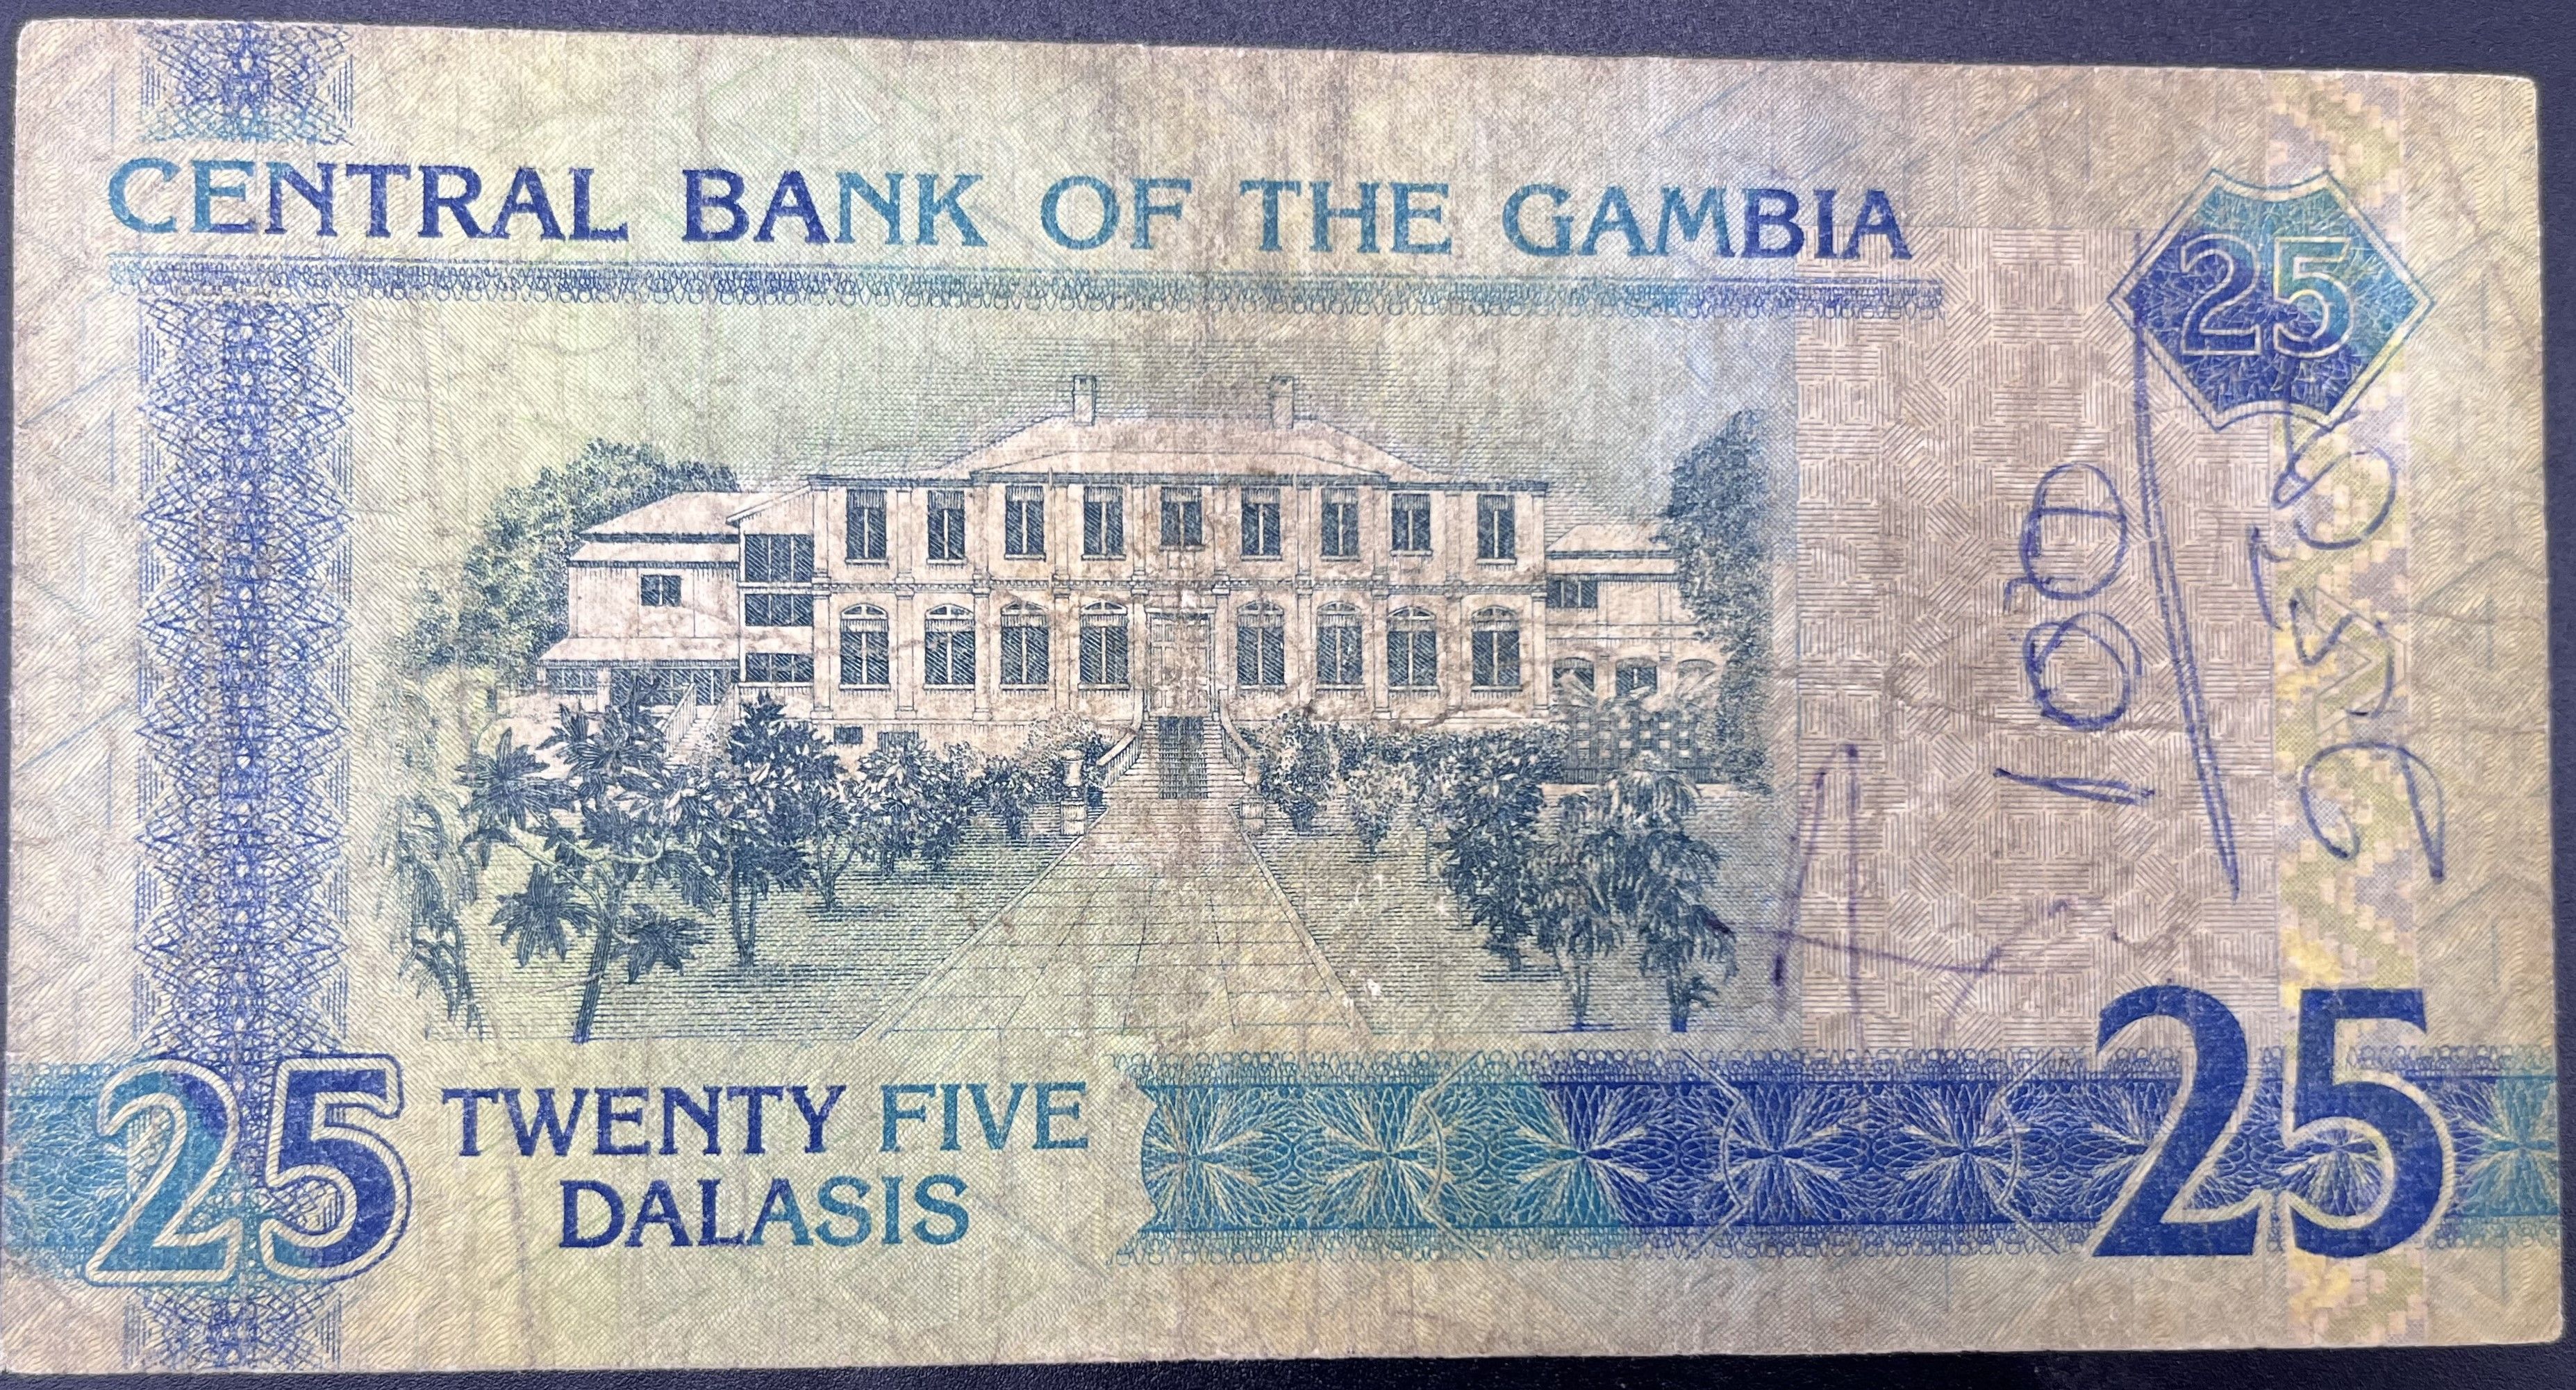 CENTRAL BANK OF THE GAMBIA
25
100
25
TWENTY FIVE
DALASIS
25